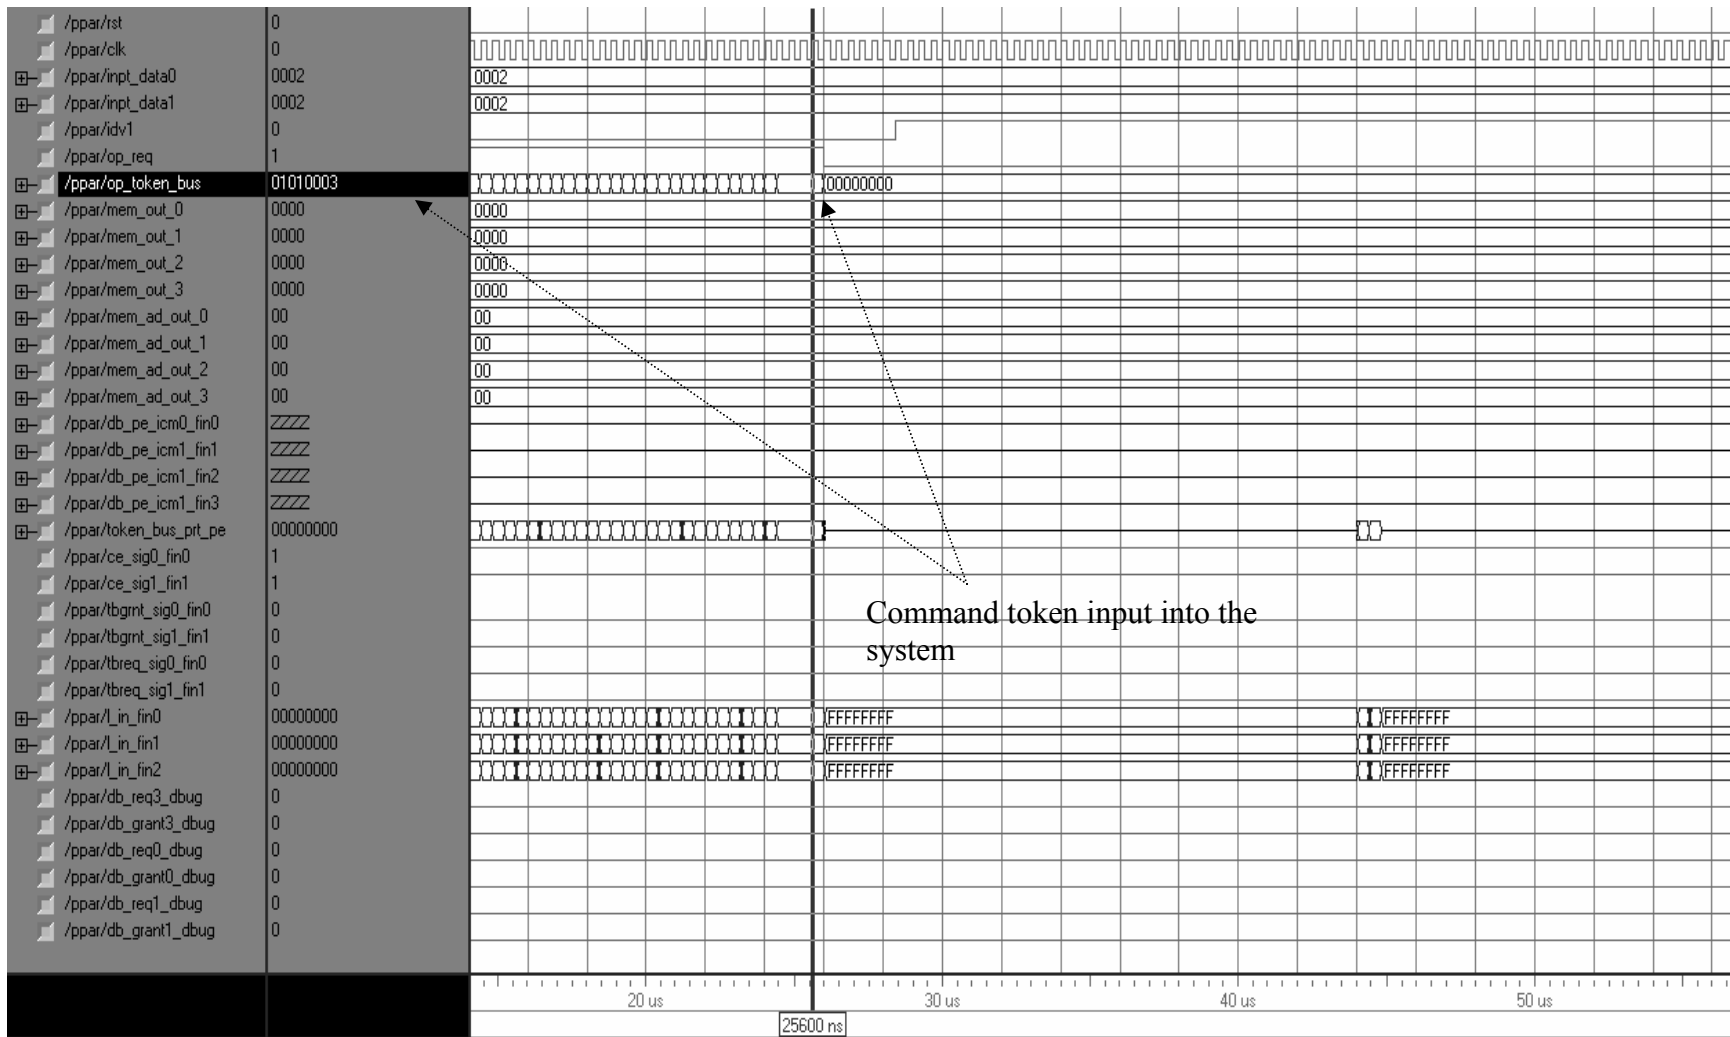 /ppar/rst 0
/ppar/clk 0
/ppar/inpt_data0 0002 0002
/ppar/inpt_data1 0002 0002
/ppar/idv1 0
/ppar/op_req 1
/ppar/op_token_bus 01010003 00000000
/ppar/mem_out_0 0000 0000
/ppar/mem_out_1 0000 0000
/ppar/mem_out_2 0000 0000
/ppar/mem_out_3 0000 0000
/ppar/mem_ad_out_0 00 00
/ppar/mem_ad_out_1 00 00
/ppar/mem_ad_out_2 00 00
/ppar/mem_ad_out_3 00 00
/ppar/db_pe_icm0_fin0 ZZZZ
/ppar/db_pe_icm1_fin1 ZZZZ
/ppar/db_pe_icm1_fin2 ZZZZ
/ppar/db_pe_icm1_fin3 ZZZZ
/ppar/token_bus_prt_pe 00000000
/ppar/ce_sig0_fin0 1
/ppar/ce_sig1_fin1 1
/ppar/tbgrnt_sig0_fin0 0
/ppar/tbgrnt_sig1_fin1 0
/ppar/tbreq_sig0_fin0 0
/ppar/tbreq_sig1_fin1 0
Command token input into the
system
/ppar/l_in_fin0 00000000 FFFFFFFF FFFFFFFF
/ppar/l_in_fin1 00000000 FFFFFFFF FFFFFFFF
/ppar/l_in_fin2 00000000 FFFFFFFF FFFFFFFF
/ppar/db_req3_dbug 0
/ppar/db_grant3_dbug 0
/ppar/db_req0_dbug 0
/ppar/db_grant0_dbug 0
/ppar/db_req1_dbug 0
/ppar/db_grant1_dbug 0
20 us 30 us 40 us 50 us
25600 ns